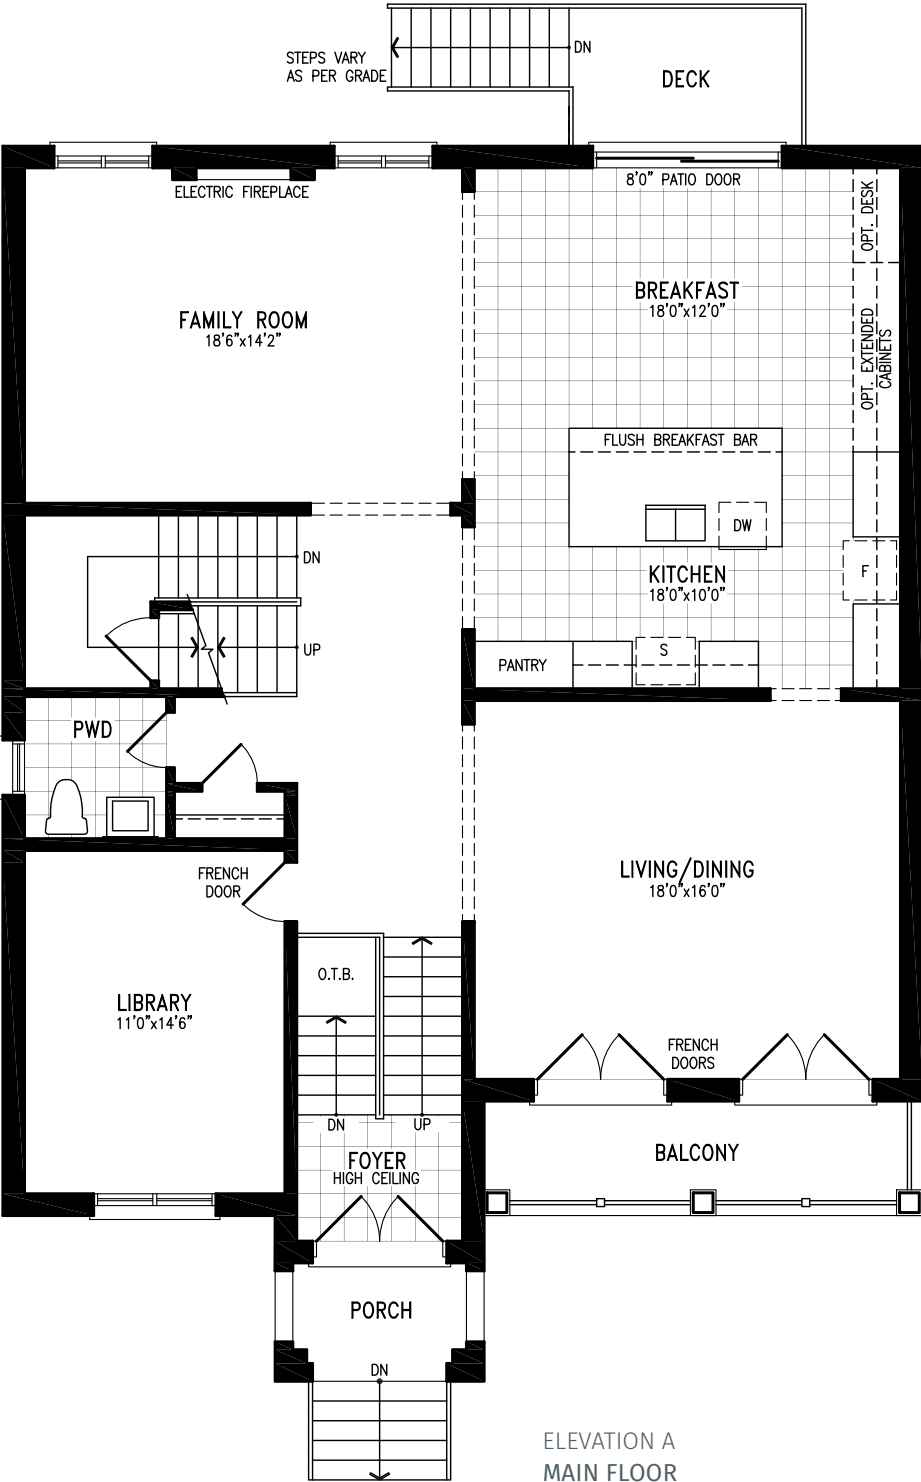 DN
STEPS VARY
AS PER GRADE
DECK
8'0" PATIO DOOR
ELECTRIC FIREPLACE
OPT. DESK
BREAKFAST
18'0"x12'0"
FAMILY ROOM
18'6"x14'2"
OPT. EXTENDED
CABINETS
FLUSH BREAKFAST BAR
DW
DN
KITCHEN
18'0"x10'0"
F
UP
S
PANTRY
PWD
FRENCH
DOOR
LIVING/DINING
18'0"x16'0"
O.T.B.
LIBRARY
11'0"x14'6"
FRENCH
DOORS
DN
UP
FOYER
HIGH CEILING
BALCONY
PORCH
DN
ELEVATION A
MAIN FLOOR